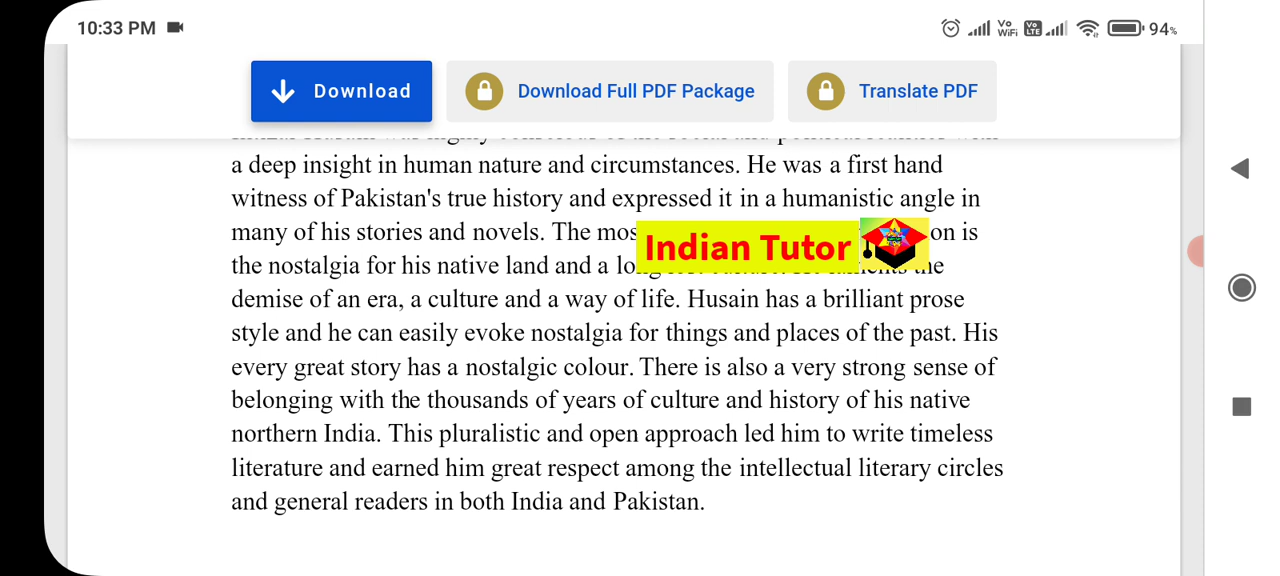 10:33 PM
Vo WiFi Vo LTE 94%
Download
Download Full PDF Package
Translate PDF
a deep insight in human nature and circumstances. He was a first hand
witness of Pakistan's true history and expressed it in a humanistic angle in
many of his stories and novels. The on is
Indian Tutor
the nostalgia for his native land and a the
demise of an era, a culture and a way of life. Husain has a brilliant prose
style and he can easily evoke nostalgia for things and places of the past. His
every great story has a nostalgic colour. There is also a very strong sense of
belonging with the thousands of years of culture and history of his native
northern India. This pluralistic and open approach led him to write timeless
literature and earned him great respect among the intellectual literary circles
and general readers in both India and Pakistan.